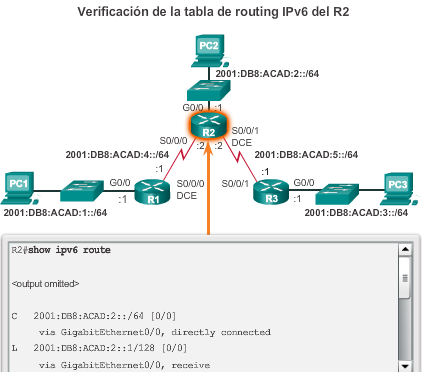 Verificación de la tabla de routing IPv6 del R2
PC2
2001:DB8:ACAD:2::/64
G0/0 :1
R2
S0/0/0 :2 :2 S0/0/1
DCE
2001:DB8:ACAD:4::/64
2001:DB8:ACAD:5::/64
:1
:1
PC1
G0/0
:1
R1
S0/0/0
DCE
S0/0/1
R3
G0/0
:1
PC3
2001:DB8:ACAD:1::/64
2001:DB8:ACAD:3::/64
R2#show ipv6 route
<output omitted>
C 2001:DB8:ACAD:2::/64 [0/0]
via GigabitEthernet0/0, directly connected
L 2001:DB8:ACAD:2::1/128 [0/0]
via GigabitEthernet0/0, receive